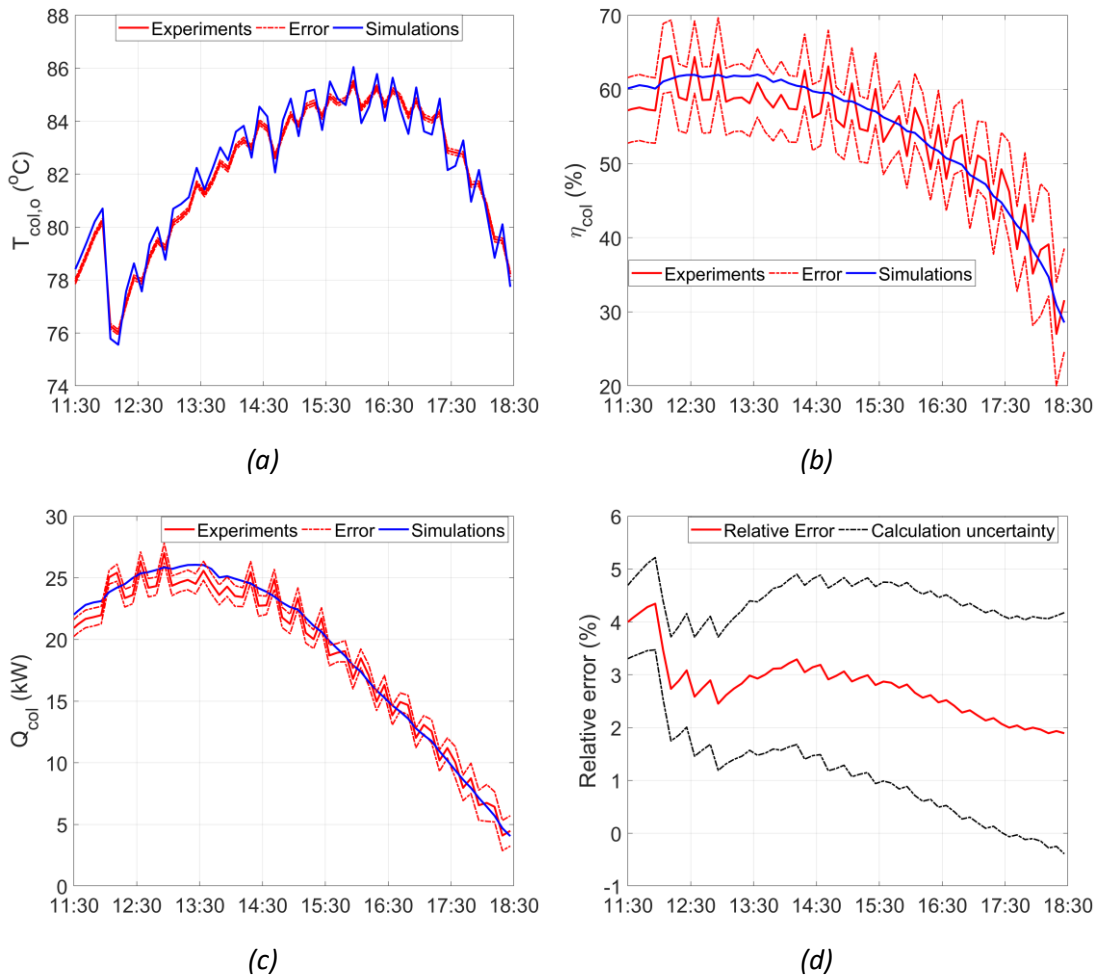 88
86
84
82
80
78
76
74
T_col,o (°C)
Experiments Error Simulations
11:30 12:30 13:30 14:30 15:30 16:30 17:30 18:30
(a)
70
60
50
40
30
20
η_col (%)
Experiments Error Simulations
11:30 12:30 13:30 14:30 15:30 16:30 17:30 18:30
(b)
30
25
20
15
10
5
0
Q_col (kW)
Experiments Error Simulations
11:30 12:30 13:30 14:30 15:30 16:30 17:30 18:30
(c)
6
5
4
3
2
1
0
-1
Relative error (%)
Relative Error Calculation uncertainty
11:30 12:30 13:30 14:30 15:30 16:30 17:30 18:30
(d)